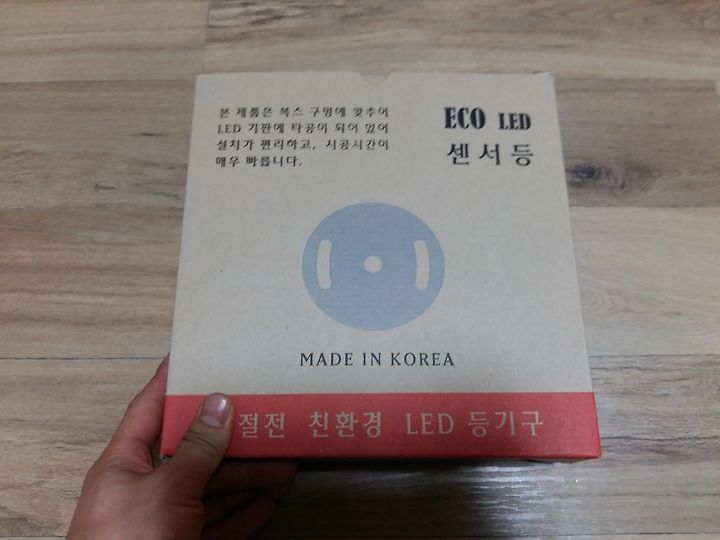 본 제품은 복스 구멍에 맞추어
LED 기판에 타공이 되어 있어
설치가 편리하고, 시공시간이
매우 빠릅니다.
ECO LED
센서등
MADE IN KOREA
절전 친환경 LED 등기구